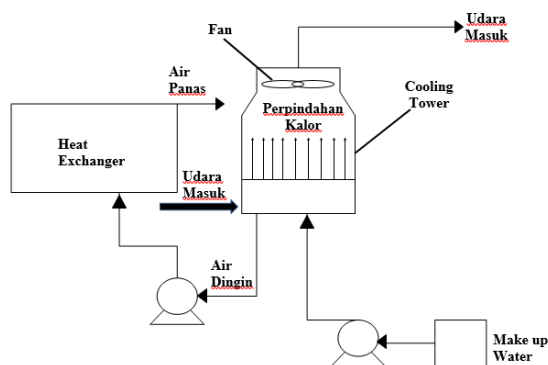 Fan
Udara
Masuk
Air
Panas
Cooling
Tower
Perpindahan
Kalor
Heat
Exchanger
Udara
Masuk
Air
Dingin
Make up
Water